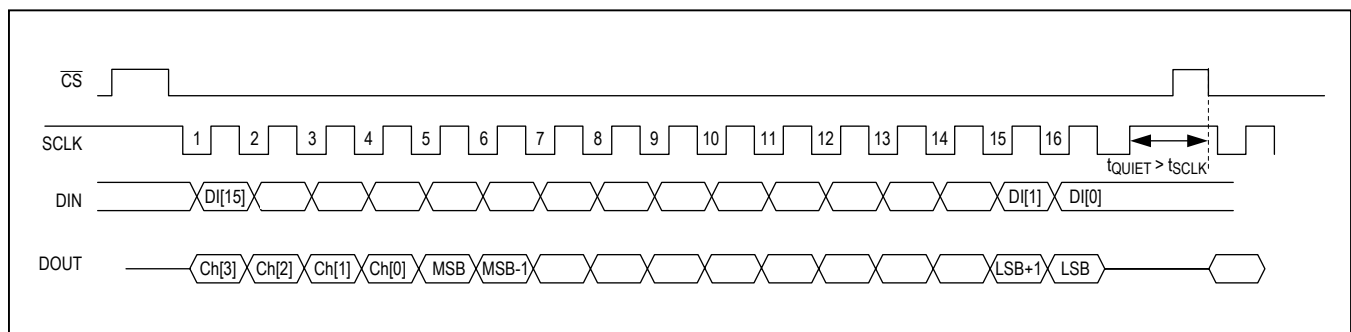 CS
SCLK 1 2 3 4 5 6 7 8 9 10 11 12 13 14 15 16
tQUIET > tSCLK
DIN DI[15] DI[1] DI[0]
DOUT Ch[3] Ch[2] Ch[1] Ch[0] MSB MSB-1 LSB+1 LSB